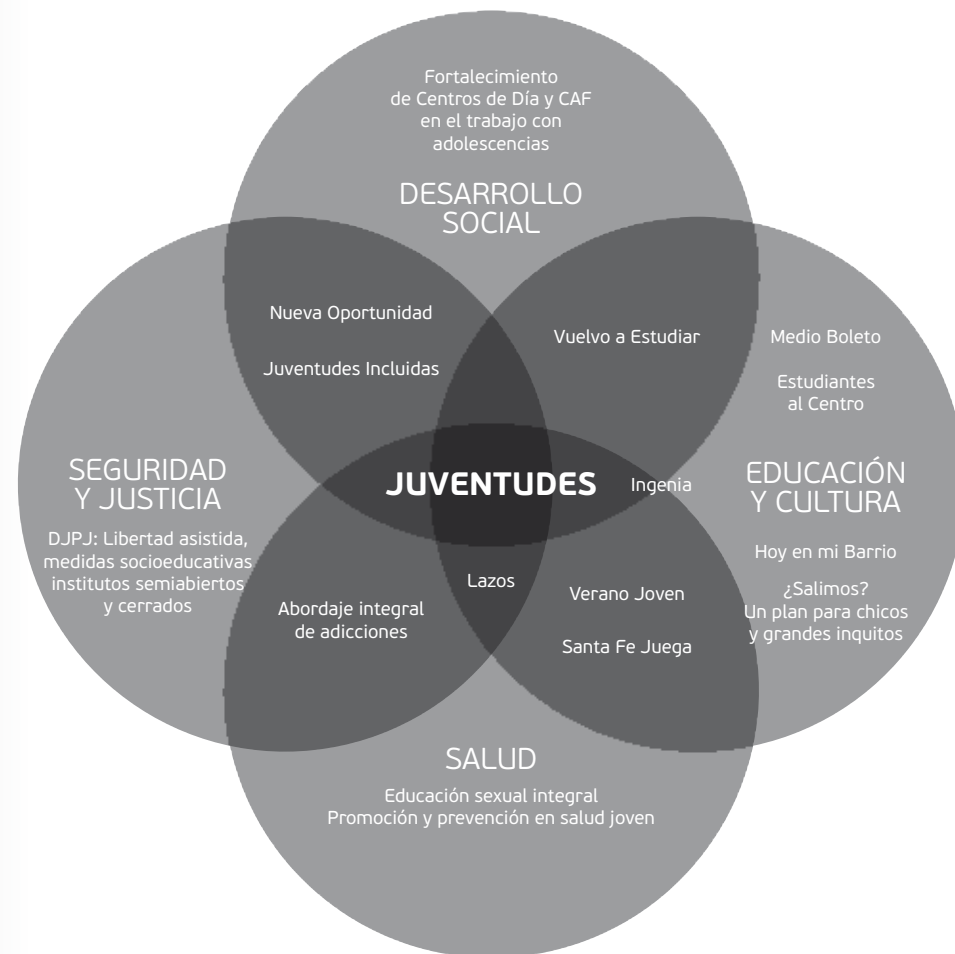 Fortalecimiento
de Centros de Día y CAF
en el trabajo con
adolescencias
DESARROLLO
SOCIAL
Nueva Oportunidad
Juventudes Incluidas
Vuelvo a Estudiar
Medio Boleto
Estudiantes
al Centro
SEGURIDAD
Y JUSTICIA
DJPJ: Libertad asistida,
medidas socioeducativas
institutos semiabiertos
y cerrados
JUVENTUDES
Ingenia
EDUCACIÓN
Y CULTURA
Hoy en mi Barrio
¿Salimos?
Un plan para chicos
y grandes inquitos
Lazos
Abordaje integral
de adicciones
Verano Joven
Santa Fe Juega
SALUD
Educación sexual integral
Promoción y prevención en salud joven